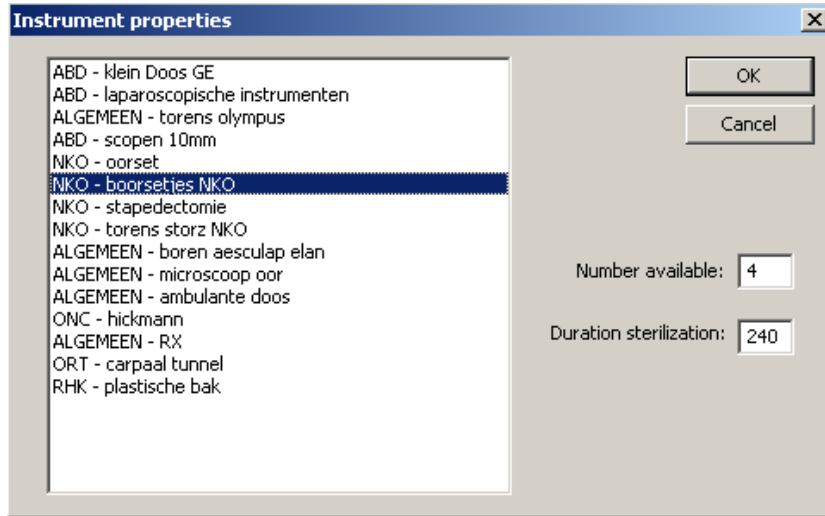 Instrument properties
ABD - klein Doos GE
ABD - laparoscopische instrumenten
ALGEMEEN - torens olympus
ABD - scopen 10mm
NKO - oorset
NKO - boorsetjes NKO
NKO - stapedectomie
NKO - torens storz NKO
ALGEMEEN - boren aesculap elan
ALGEMEEN - microscoop oor
ALGEMEEN - ambulante doos
ONC - hickmann
ALGEMEEN - RX
ORT - carpaal tunnel
RHK - plastische bak
OK
Cancel
Number available: 4
Duration sterilization: 240